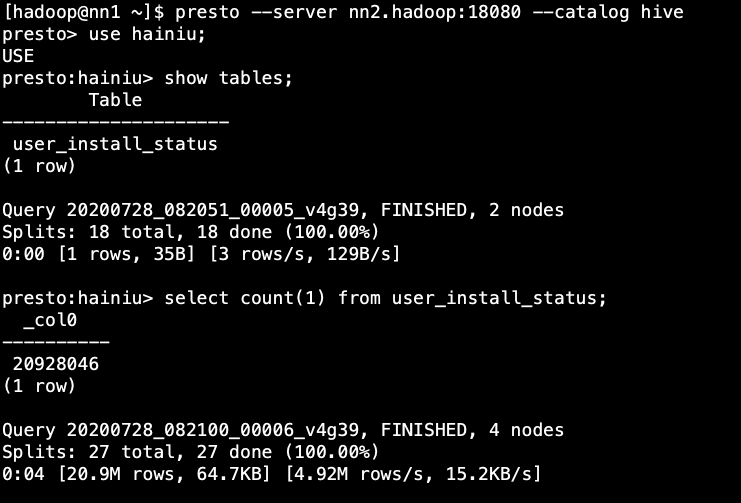 [hadoop@nn1 ~]$ presto --server nn2.hadoop:18080 --catalog hive
presto> use hainiu;
USE
presto:hainiu> show tables;
        Table
---------------------
 user_install_status
(1 row)

Query 20200728_082051_00005_v4g39, FINISHED, 2 nodes
Splits: 18 total, 18 done (100.00%)
0:00 [1 rows, 35B] [3 rows/s, 129B/s]

presto:hainiu> select count(1) from user_install_status;
  _col0
----------
 20928046
(1 row)

Query 20200728_082100_00006_v4g39, FINISHED, 4 nodes
Splits: 27 total, 27 done (100.00%)
0:04 [20.9M rows, 64.7KB] [4.92M rows/s, 15.2KB/s]